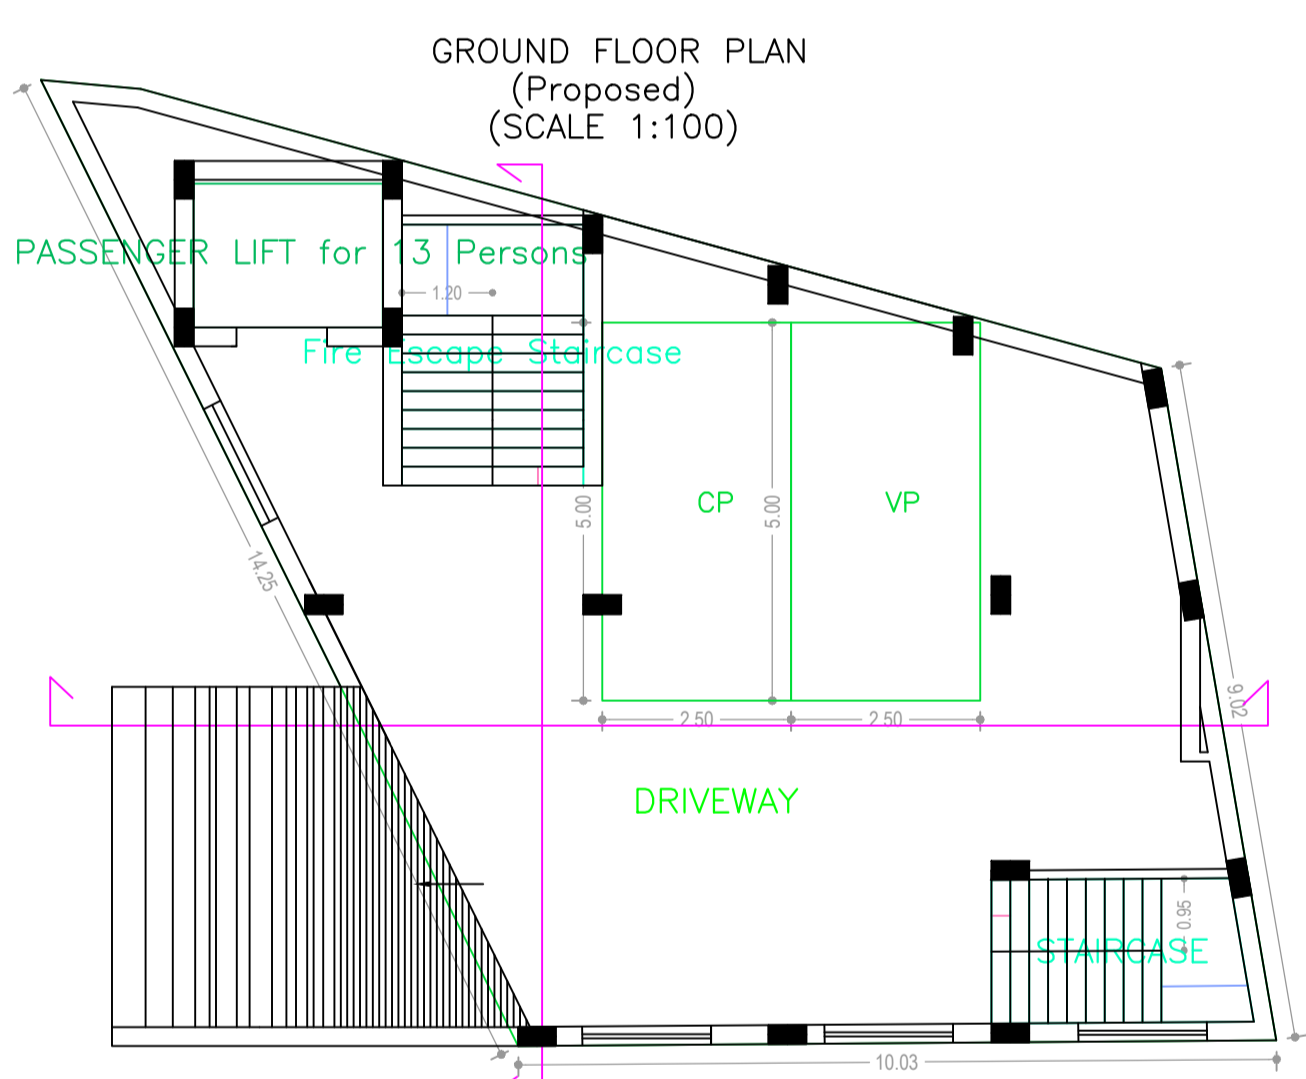 GROUND FLOOR PLAN
(Proposed)
(SCALE 1:100)
PASSENGER LIFT for 13 Persons
1.20
Fire Escape Staircase
CP
VP
5.00
5.00
14.25
9.02
2.50
2.50
DRIVEWAY
0.95
STAIRCASE
10.03